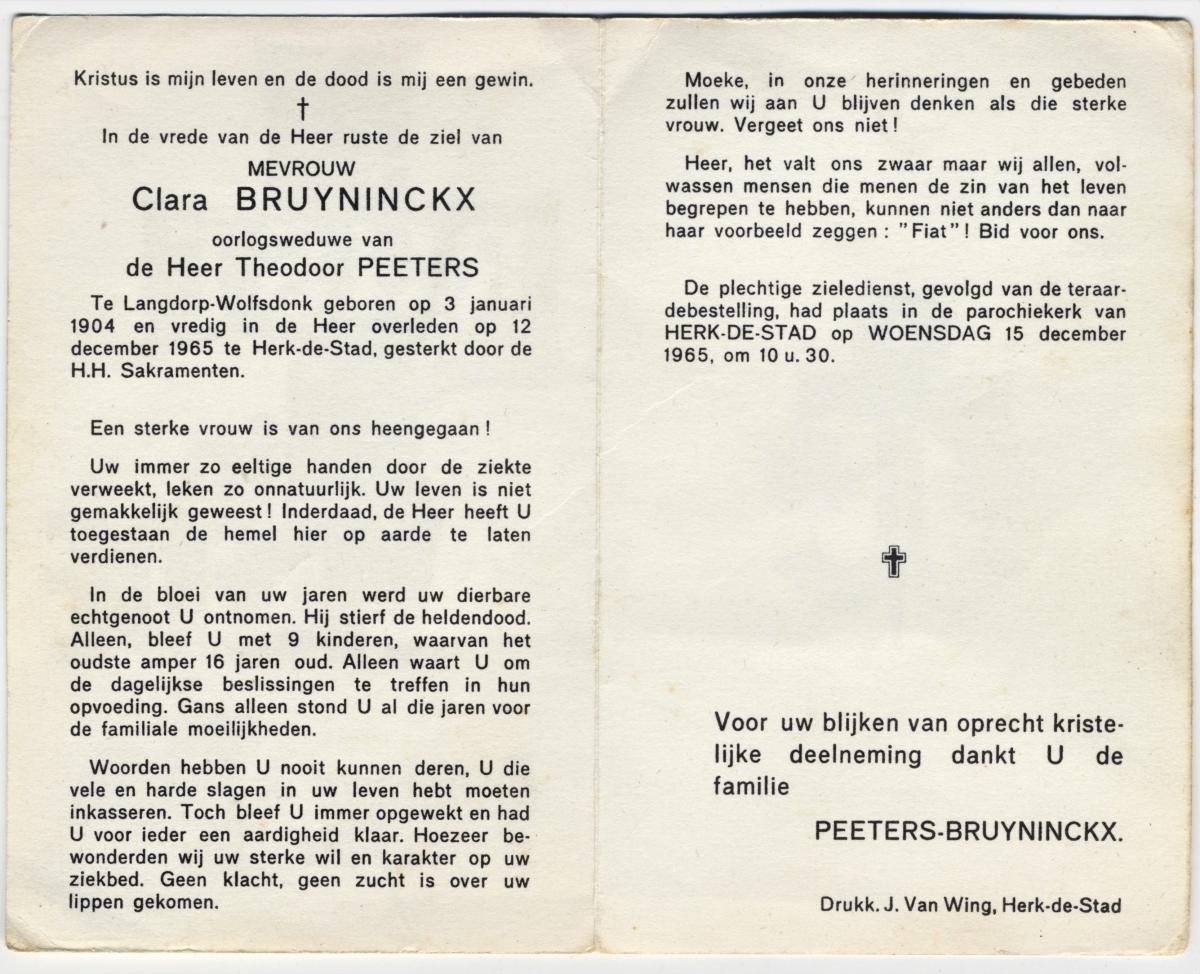 Kristus is mijn leven en de dood is mij een gewin.
†
In de vrede van de Heer ruste de ziel van
MEVROUW
Clara BRUYNINCKX
oorlogsweduwe van
de Heer Theodoor PEETERS
Te Langdorp-Wolfsdonk geboren op 3 januari
1904 en vredig in de Heer overleden op 12
december 1965 te Herk-de-Stad, gesterkt door de
H.H. Sakramenten.
Een sterke vrouw is van ons heengegaan !
Uw immer zo eeltige handen door de ziekte
verweekt, leken zo onnatuurlijk. Uw leven is niet
gemakkelijk geweest ! Inderdaad, de Heer heeft U
toegestaan de hemel hier op aarde te laten
verdienen.
In de bloei van uw jaren werd uw dierbare
echtgenoot U ontnomen. Hij stierf de heldendood.
Alleen, bleef U met 9 kinderen, waarvan het
oudste amper 16 jaren oud. Alleen waart U om
de dagelijkse beslissingen te treffen in hun
opvoeding. Gans alleen stond U al die jaren voor
de familiale moeilijkheden.
Woorden hebben U nooit kunnen deren, U die
vele en harde slagen in uw leven hebt moeten
inkasseren. Toch bleef U immer opgewekt en had
U voor ieder een aardigheid klaar. Hoezeer be-
wonderden wij uw sterke wil en karakter op uw
ziekbed. Geen klacht, geen zucht is over uw
lippen gekomen.
Moeke, in onze herinneringen en gebeden
zullen wij aan U blijven denken als die sterke
vrouw. Vergeet ons niet !
Heer, het valt ons zwaar maar wij allen, vol-
wassen mensen die menen de zin van het leven
begrepen te hebben, kunnen niet anders dan naar
haar voorbeeld zeggen : "Fiat" ! Bid voor ons.
De plechtige zieledienst, gevolgd van de teraar-
debestelling, had plaats in de parochiekerk van
HERK-DE-STAD op WOENSDAG 15 december
1965, om 10 u. 30.
Voor uw blijken van oprecht kriste-
lijke deelneming dankt U de
familie
PEETERS-BRUYNINCKX.
Drukk. J. Van Wing, Herk-de-Stad